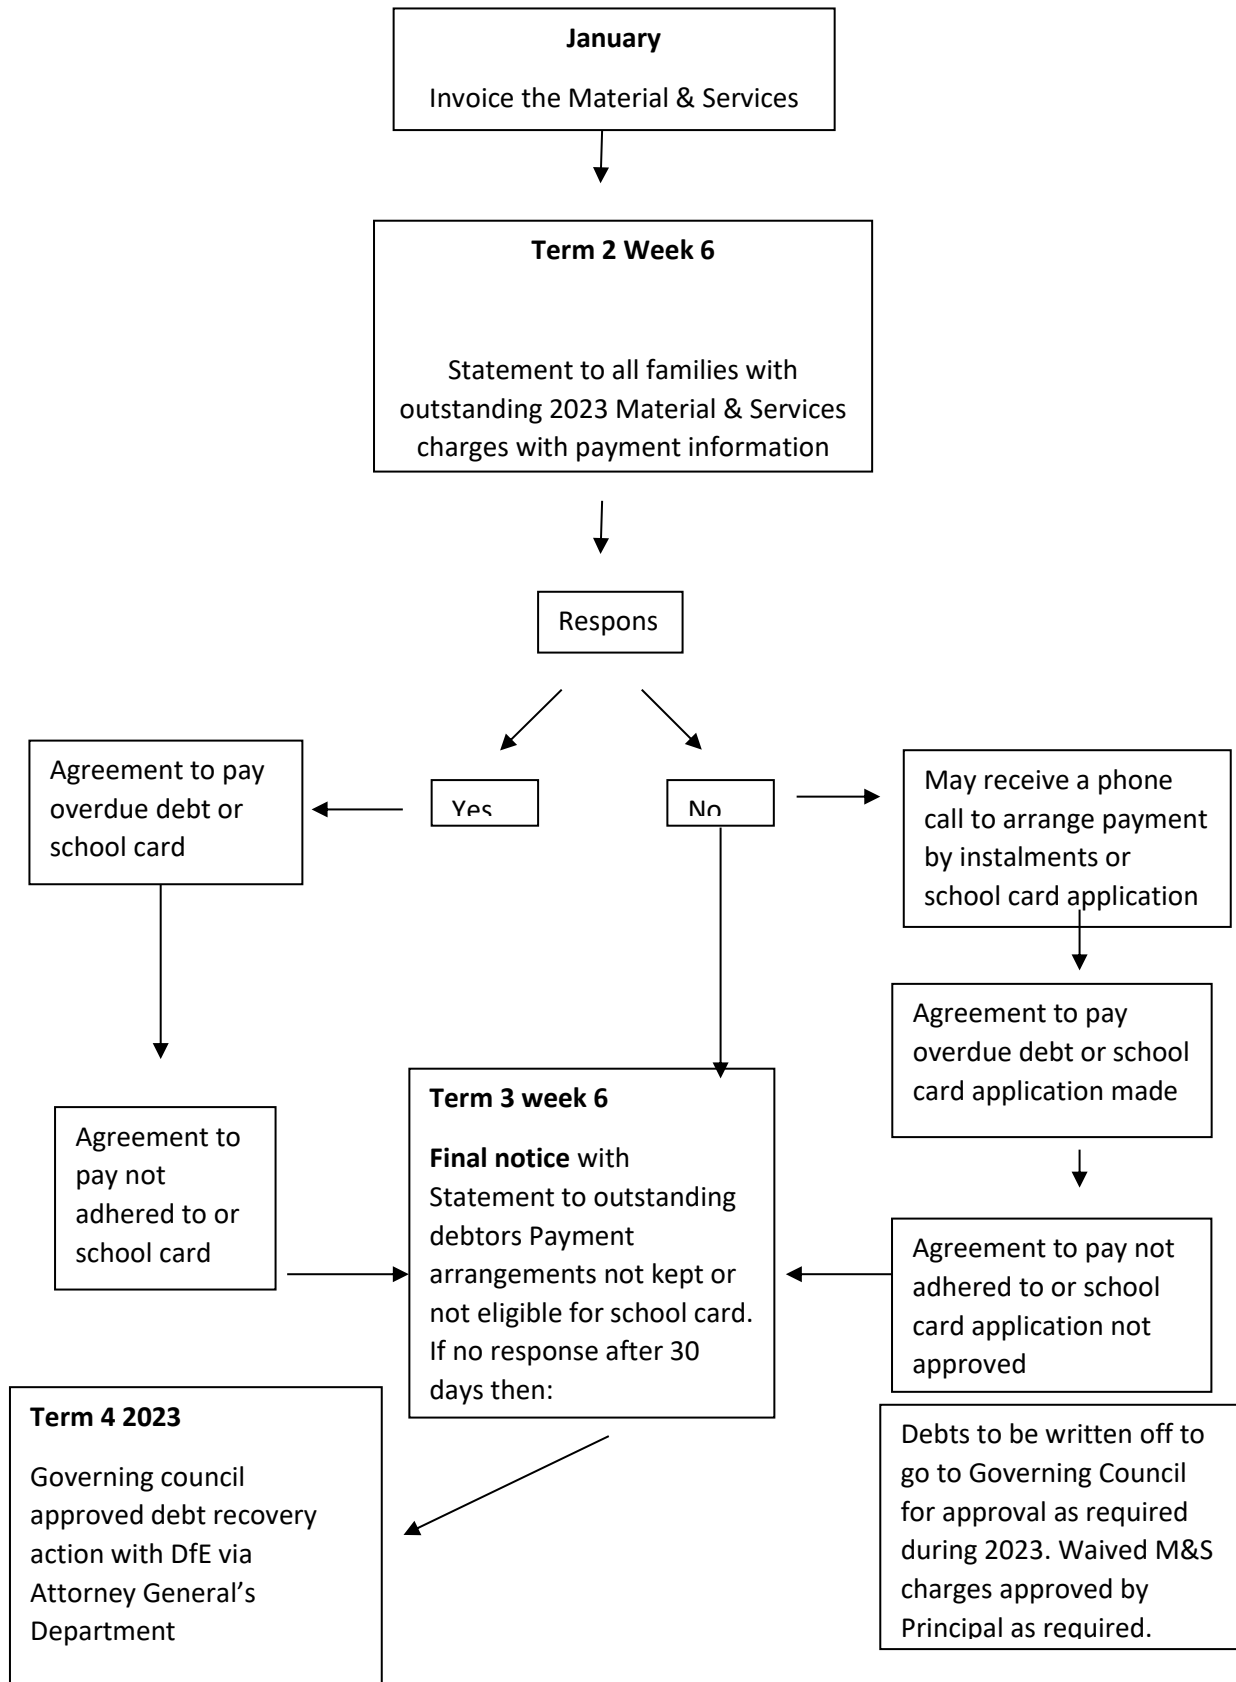 January
Invoice the Material & Services
Term 2 Week 6
Statement to all families with
outstanding 2023 Material & Services
charges with payment information
Respons
Yes
No
Agreement to pay
overdue debt or
school card
May receive a phone
call to arrange payment
by instalments or
school card application
Agreement to pay
overdue debt or school
card application made
Agreement to
pay not
adhered to or
school card
Term 3 week 6
Final notice with
Statement to outstanding
debtors Payment
arrangements not kept or
not eligible for school card.
If no response after 30
days then:
Agreement to pay not
adhered to or school
card application not
approved
Term 4 2023
Governing council
approved debt recovery
action with DfE via
Attorney General’s
Department
Debts to be written off to
go to Governing Council
for approval as required
during 2023. Waived M&S
charges approved by
Principal as required.